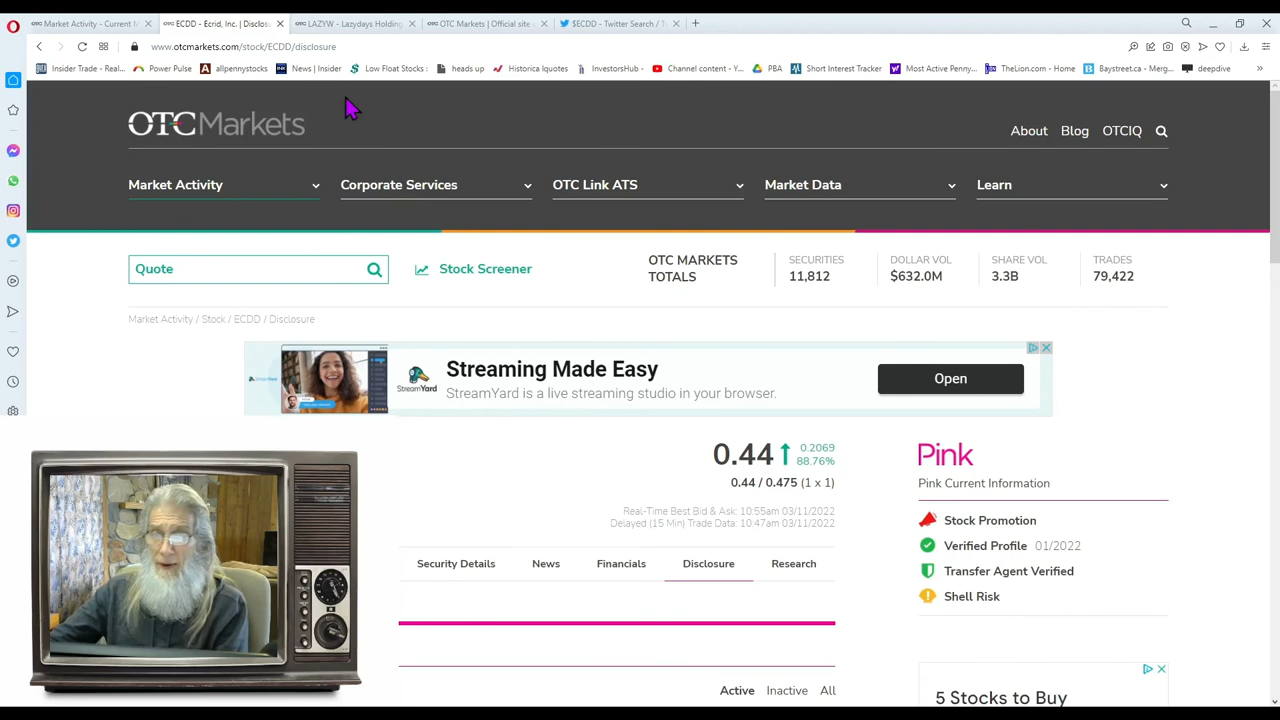 Market Activity - Current M
ECDD - Ecrid, Inc. | Disclosu
LAZYW - Lazydays Holding
OTC Markets | Official site o
$ECDD - Twitter Search / T
www.otcmarkets.com/stock/ECDD/disclosure
Insider Trade - Real...
Power Pulse
allpennystocks
News | Insider
Low Float Stocks :
heads up
Historica lquotes
InvestorsHub -
Channel content - Y...
PBA
Short Interest Tracker
Most Active Penny...
TheLion.com - Home
Baystreet.ca - Merg...
deepdive
OTC Markets
About
Blog
OTCIQ
Market Activity
Corporate Services
OTC Link ATS
Market Data
Learn
Quote
Stock Screener
OTC MARKETS
TOTALS
SECURITIES
11,812
DOLLAR VOL
$632.0M
SHARE VOL
3.3B
TRADES
79,422
Market Activity / Stock / ECDD / Disclosure
StreamYard
StreamYard
Streaming Made Easy
StreamYard is a live streaming studio in your browser.
Open
0.44
0.2069
88.76%
0.44 / 0.475 (1 x 1)
Real-Time Best Bid & Ask: 10:55am 03/11/2022
Delayed (15 Min) Trade Data: 10:47am 03/11/2022
Pink
Pink Current Information
Stock Promotion
Verified Profile 01/2022
Transfer Agent Verified
Shell Risk
Security Details
News
Financials
Disclosure
Research
Active
Inactive
All
5 Stocks to Buy